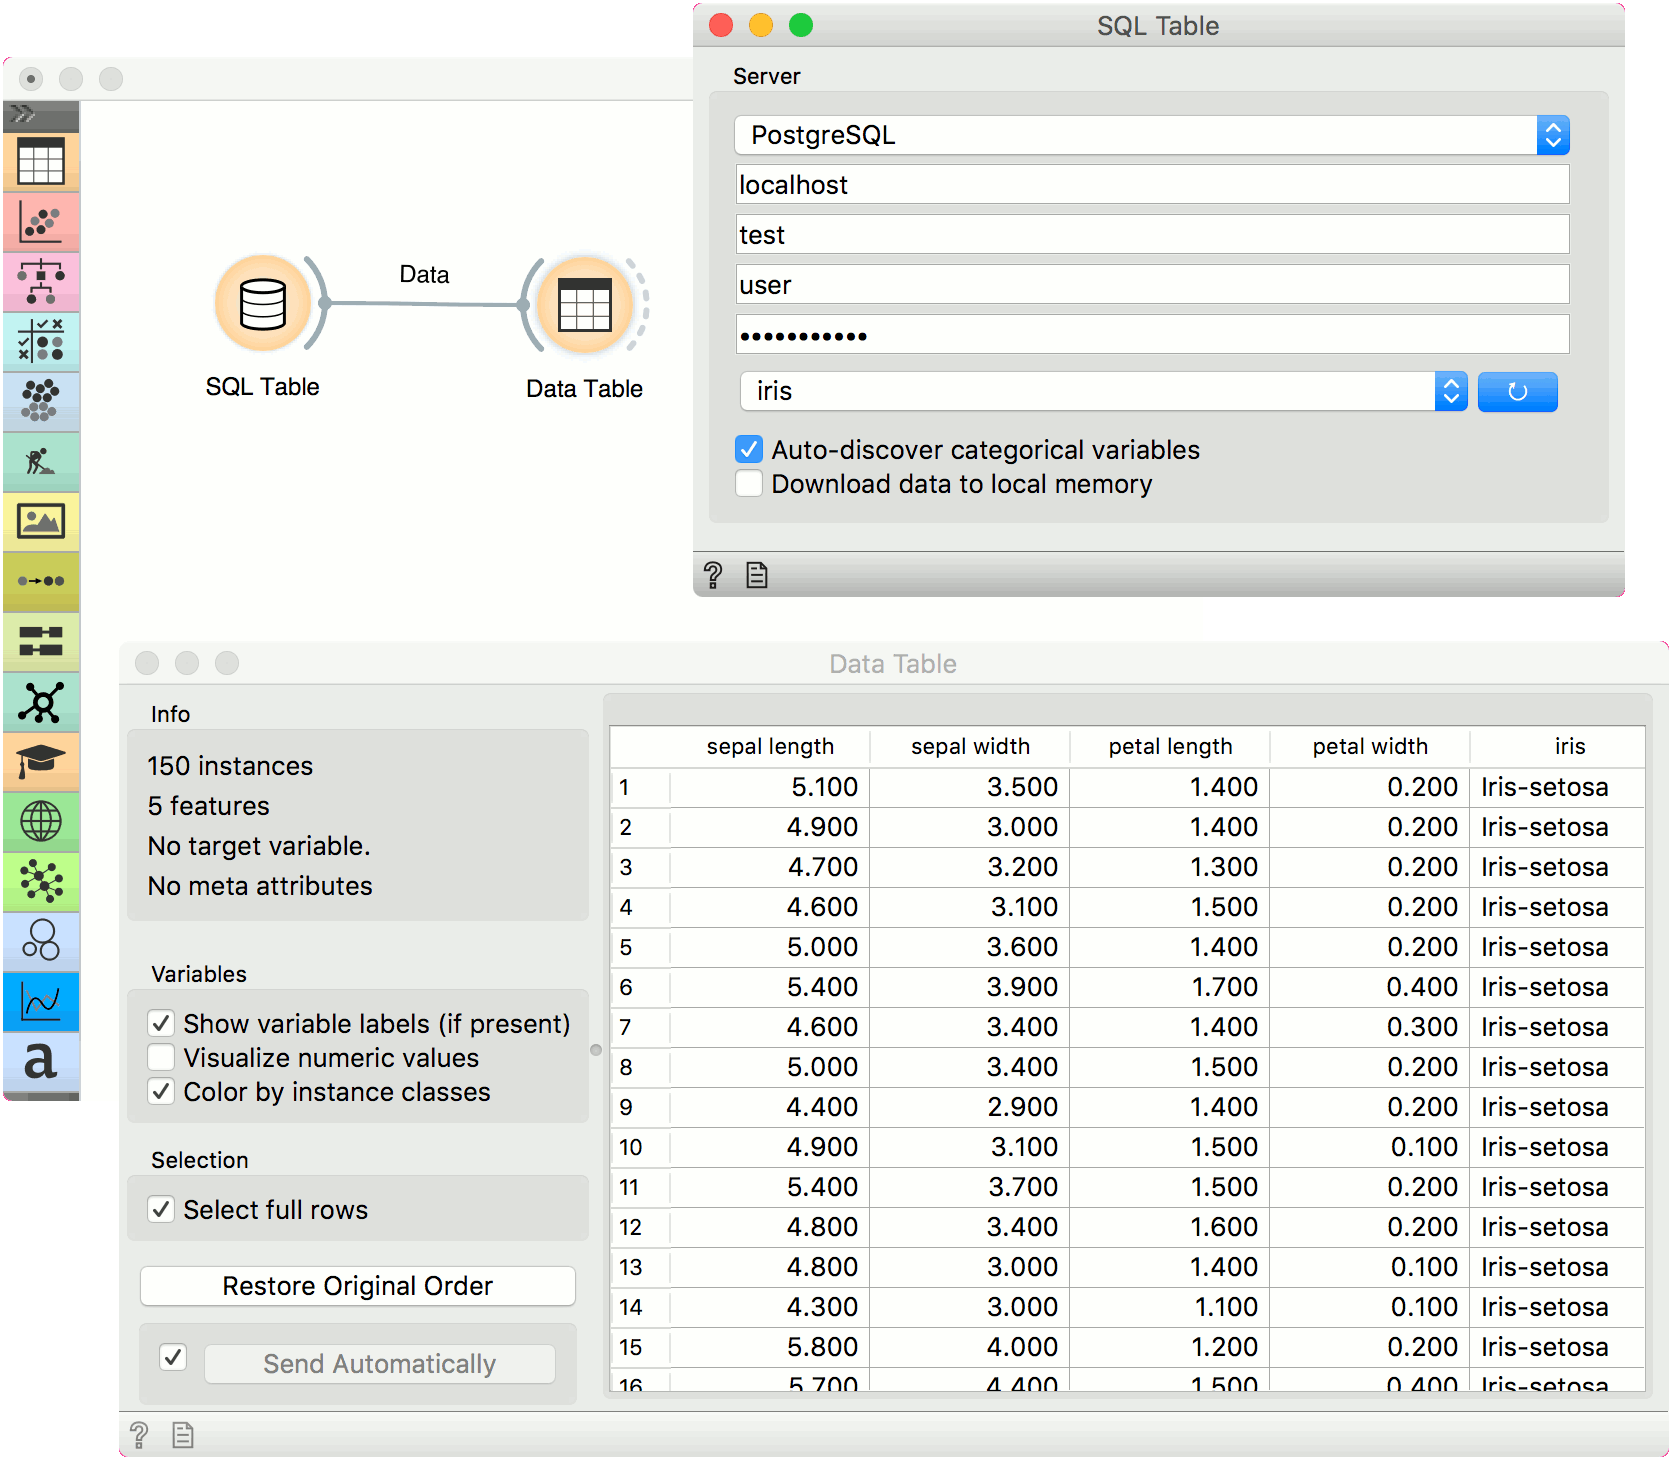 SQL Table
Server
PostgreSQL
localhost
test
user
•••••••••••
iris
Auto-discover categorical variables
Download data to local memory
?
Data
SQL Table
Data Table
a
Data Table
Info
150 instances
5 features
No target variable.
No meta attributes
Variables
Show variable labels (if present)
Visualize numeric values
Color by instance classes
Selection
Select full rows
Restore Original Order
Send Automatically
sepal length sepal width petal length petal width iris
1 5.100 3.500 1.400 0.200 Iris-setosa
2 4.900 3.000 1.400 0.200 Iris-setosa
3 4.700 3.200 1.300 0.200 Iris-setosa
4 4.600 3.100 1.500 0.200 Iris-setosa
5 5.000 3.600 1.400 0.200 Iris-setosa
6 5.400 3.900 1.700 0.400 Iris-setosa
7 4.600 3.400 1.400 0.300 Iris-setosa
8 5.000 3.400 1.500 0.200 Iris-setosa
9 4.400 2.900 1.400 0.200 Iris-setosa
10 4.900 3.100 1.500 0.100 Iris-setosa
11 5.400 3.700 1.500 0.200 Iris-setosa
12 4.800 3.400 1.600 0.200 Iris-setosa
13 4.800 3.000 1.400 0.100 Iris-setosa
14 4.300 3.000 1.100 0.100 Iris-setosa
15 5.800 4.000 1.200 0.200 Iris-setosa
16 5.700 4.400 1.500 0.400 Iris-setosa
?